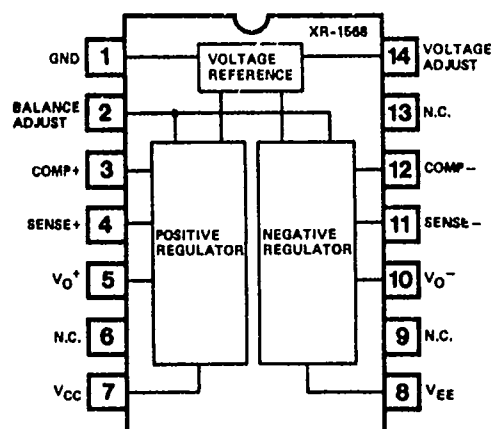 XR-1568
GND 1
VOLTAGE
REFERENCE
14 VOLTAGE
ADJUST
BALANCE
ADJUST
2
13 N.C.
COMP+ 3
12 COMP−
SENSE+ 4
11 SENSE−
POSITIVE
REGULATOR
NEGATIVE
REGULATOR
VO+ 5
10 VO−
N.C. 6
9 N.C.
VCC 7
8 VEE